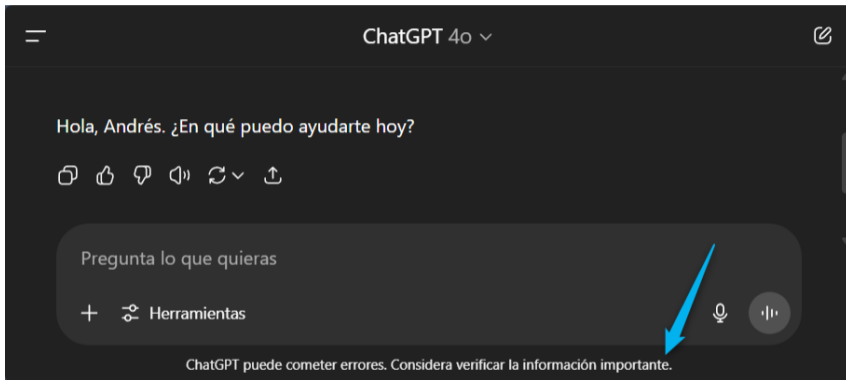 ChatGPT 4o
Hola, Andrés. ¿En qué puedo ayudarte hoy?
Pregunta lo que quieras
Herramientas
ChatGPT puede cometer errores. Considera verificar la información importante.